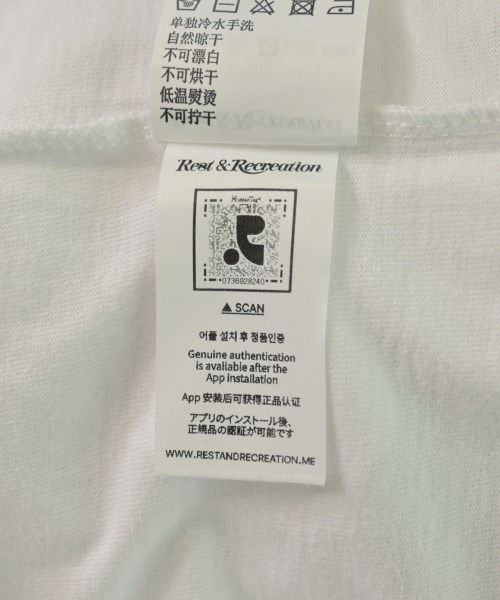 单独冷水手洗
自然晾干
不可漂白
不可烘干
低温熨烫
不可拧干
Rest & Recreation
HiddenTag
0736928240
▲ SCAN
어플 설치 후 정품인증
Genuine authentication
is available after the
App installation
App 安装后可获得正品认证
アプリのインストール後、
正規品の認証が可能です
WWW.RESTANDRECREATION.ME